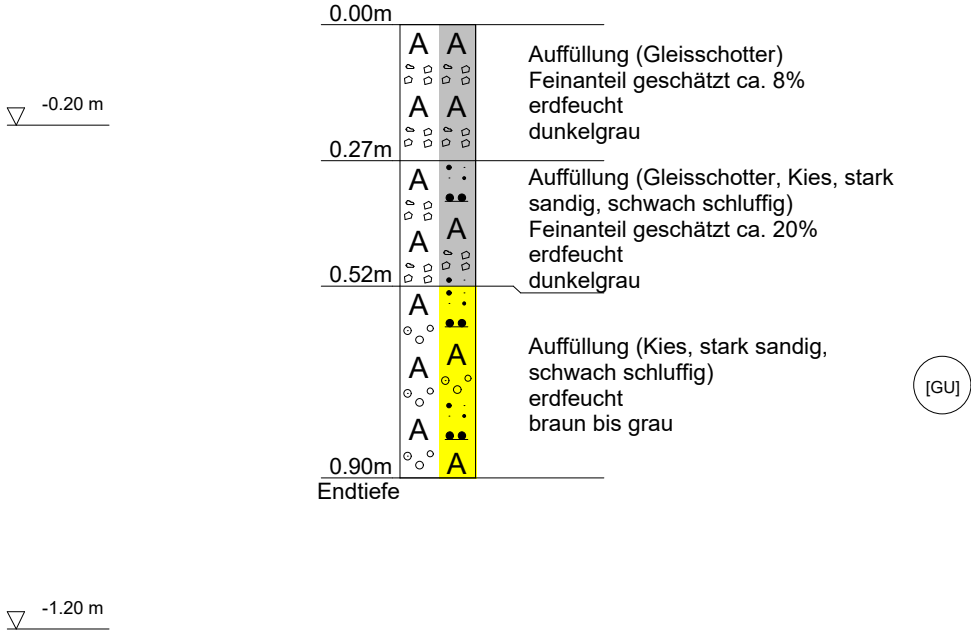 0.00m
A A
Auffüllung (Gleisschotter)
Feinanteil geschätzt ca. 8%
erdfeucht
dunkelgrau
-0.20 m
A A
0.27m
A
Auffüllung (Gleisschotter, Kies, stark
sandig, schwach schluffig)
Feinanteil geschätzt ca. 20%
erdfeucht
dunkelgrau
A
A
0.52m
A
Auffüllung (Kies, stark sandig,
schwach schluffig)
erdfeucht
braun bis grau
[GU]
A
A
A
A
0.90m
Endtiefe
-1.20 m